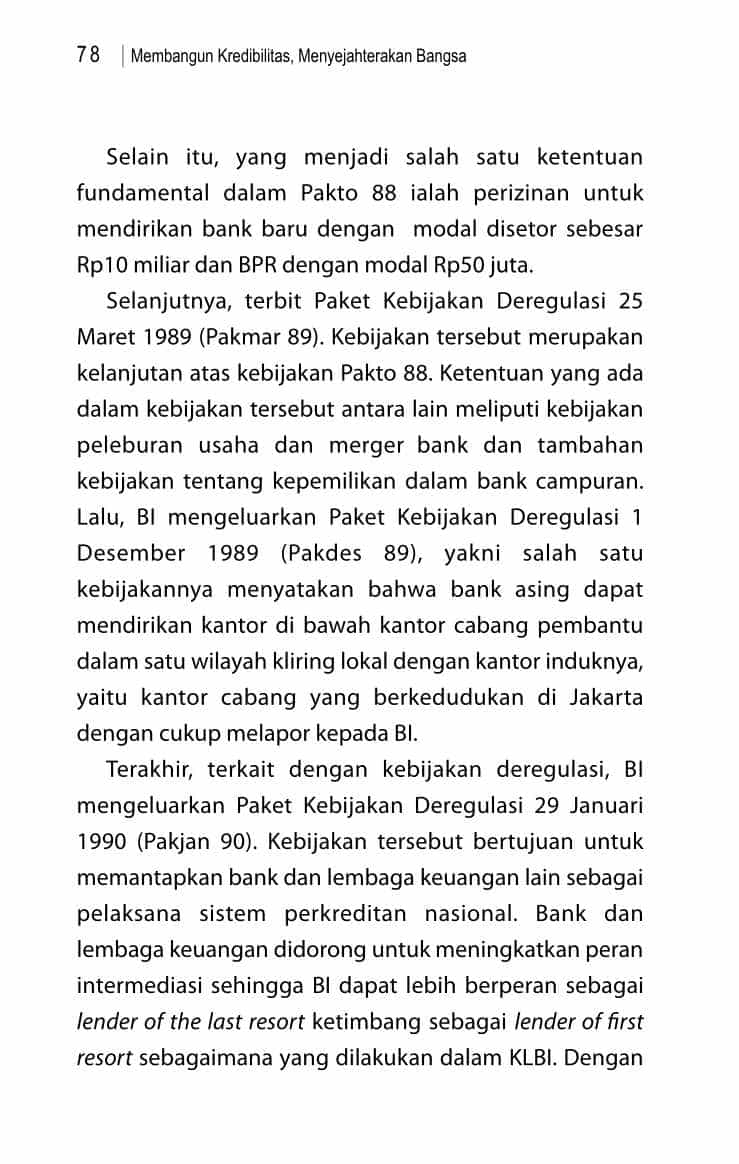 78 | Membangun Kredibilitas, Menyejahterakan Bangsa
Selain itu, yang menjadi salah satu ketentuan
fundamental dalam Pakto 88 ialah perizinan untuk
mendirikan bank baru dengan modal disetor sebesar
Rp10 miliar dan BPR dengan modal Rp50 juta.
Selanjutnya, terbit Paket Kebijakan Deregulasi 25
Maret 1989 (Pakmar 89). Kebijakan tersebut merupakan
kelanjutan atas kebijakan Pakto 88. Ketentuan yang ada
dalam kebijakan tersebut antara lain meliputi kebijakan
peleburan usaha dan merger bank dan tambahan
kebijakan tentang kepemilikan dalam bank campuran.
Lalu, BI mengeluarkan Paket Kebijakan Deregulasi 1
Desember 1989 (Pakdes 89), yakni salah satu
kebijakannya menyatakan bahwa bank asing dapat
mendirikan kantor di bawah kantor cabang pembantu
dalam satu wilayah kliring lokal dengan kantor induknya,
yaitu kantor cabang yang berkedudukan di Jakarta
dengan cukup melapor kepada BI.
Terakhir, terkait dengan kebijakan deregulasi, BI
mengeluarkan Paket Kebijakan Deregulasi 29 Januari
1990 (Pakjan 90). Kebijakan tersebut bertujuan untuk
memantapkan bank dan lembaga keuangan lain sebagai
pelaksana sistem perkreditan nasional. Bank dan
lembaga keuangan didorong untuk meningkatkan peran
intermediasi sehingga BI dapat lebih berperan sebagai
lender of the last resort ketimbang sebagai lender of first
resort sebagaimana yang dilakukan dalam KLBI. Dengan